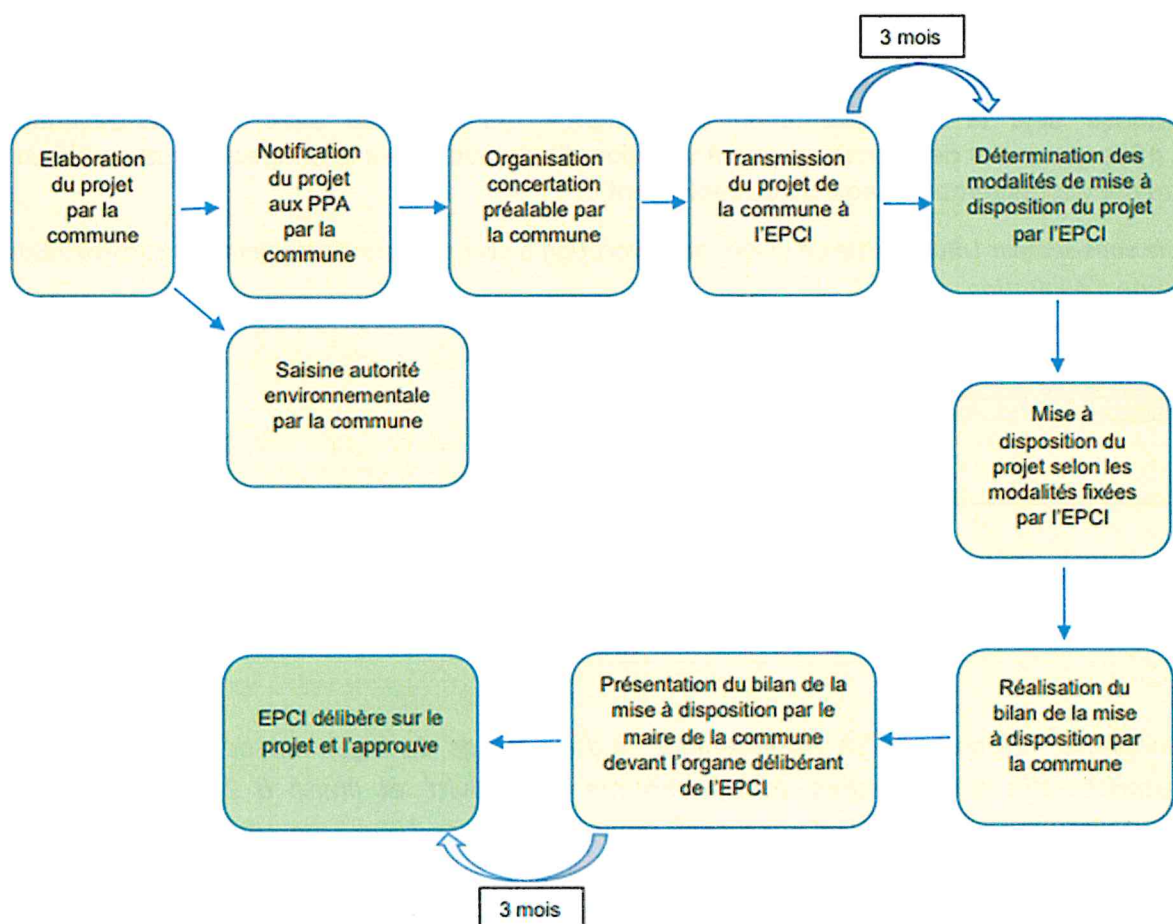 3 mois
Elaboration
du projet
par la
commune
Notification
du projet
aux PPA
par la
commune
Organisation
concertation
préalable par
la commune
Transmission
du projet de
la commune à
l'EPCI
Détermination des
modalités de mise à
disposition du projet
par l'EPCI
Saisine autorité
environnementale
par la commune
Mise à
disposition du
projet selon les
modalités fixées
par l'EPCI
EPCI délibère sur le
projet et l'approuve
Présentation du bilan de la
mise à disposition par le
maire de la commune
devant l'organe délibérant
de l'EPCI
Réalisation du
bilan de la mise
à disposition par
la commune
3 mois